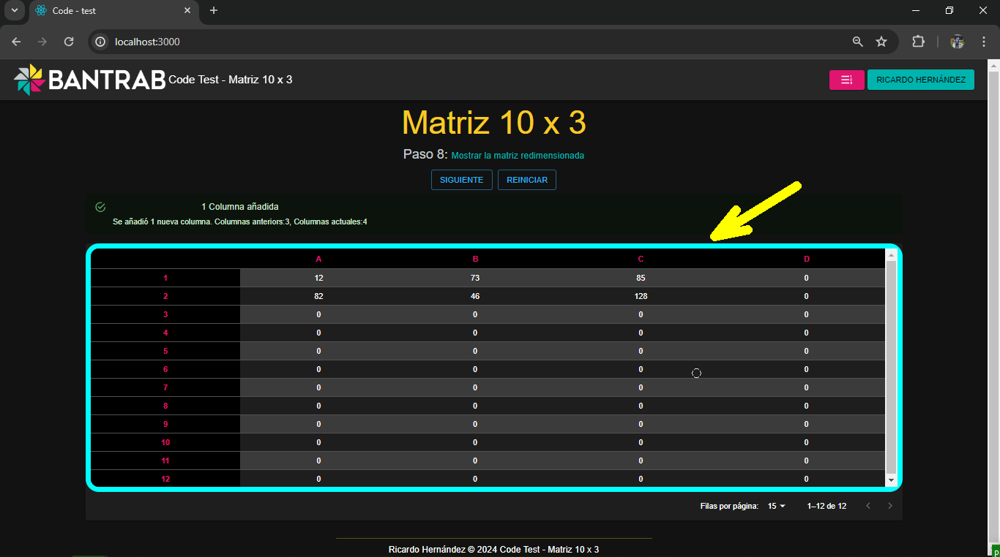 Code - test
localhost:3000
BANTRAB Code Test - Matriz 10 x 3
RICARDO HERNÁNDEZ
Matriz 10 x 3
Paso 8: Mostrar la matriz redimensionada
SIGUIENTE REINICIAR
1 Columna añadida
Se añadió 1 nueva columna. Columnas anteriors:3, Columnas actuales:4
A B C D
1 12 73 85 0
2 82 46 128 0
3 0 0 0 0
4 0 0 0 0
5 0 0 0 0
6 0 0 0 0
7 0 0 0 0
8 0 0 0 0
9 0 0 0 0
10 0 0 0 0
11 0 0 0 0
12 0 0 0 0
Filas por página: 15 1–12 de 12
Ricardo Hernández © 2024 Code Test - Matriz 10 x 3
p